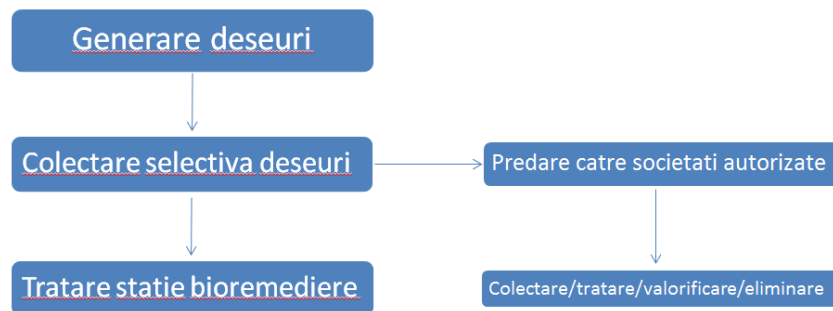 Generare deseuri
Colectare selectiva deseuri
Predare catre societati autorizate
Tratare statie bioremediere
Colectare/tratare/valorificare/eliminare